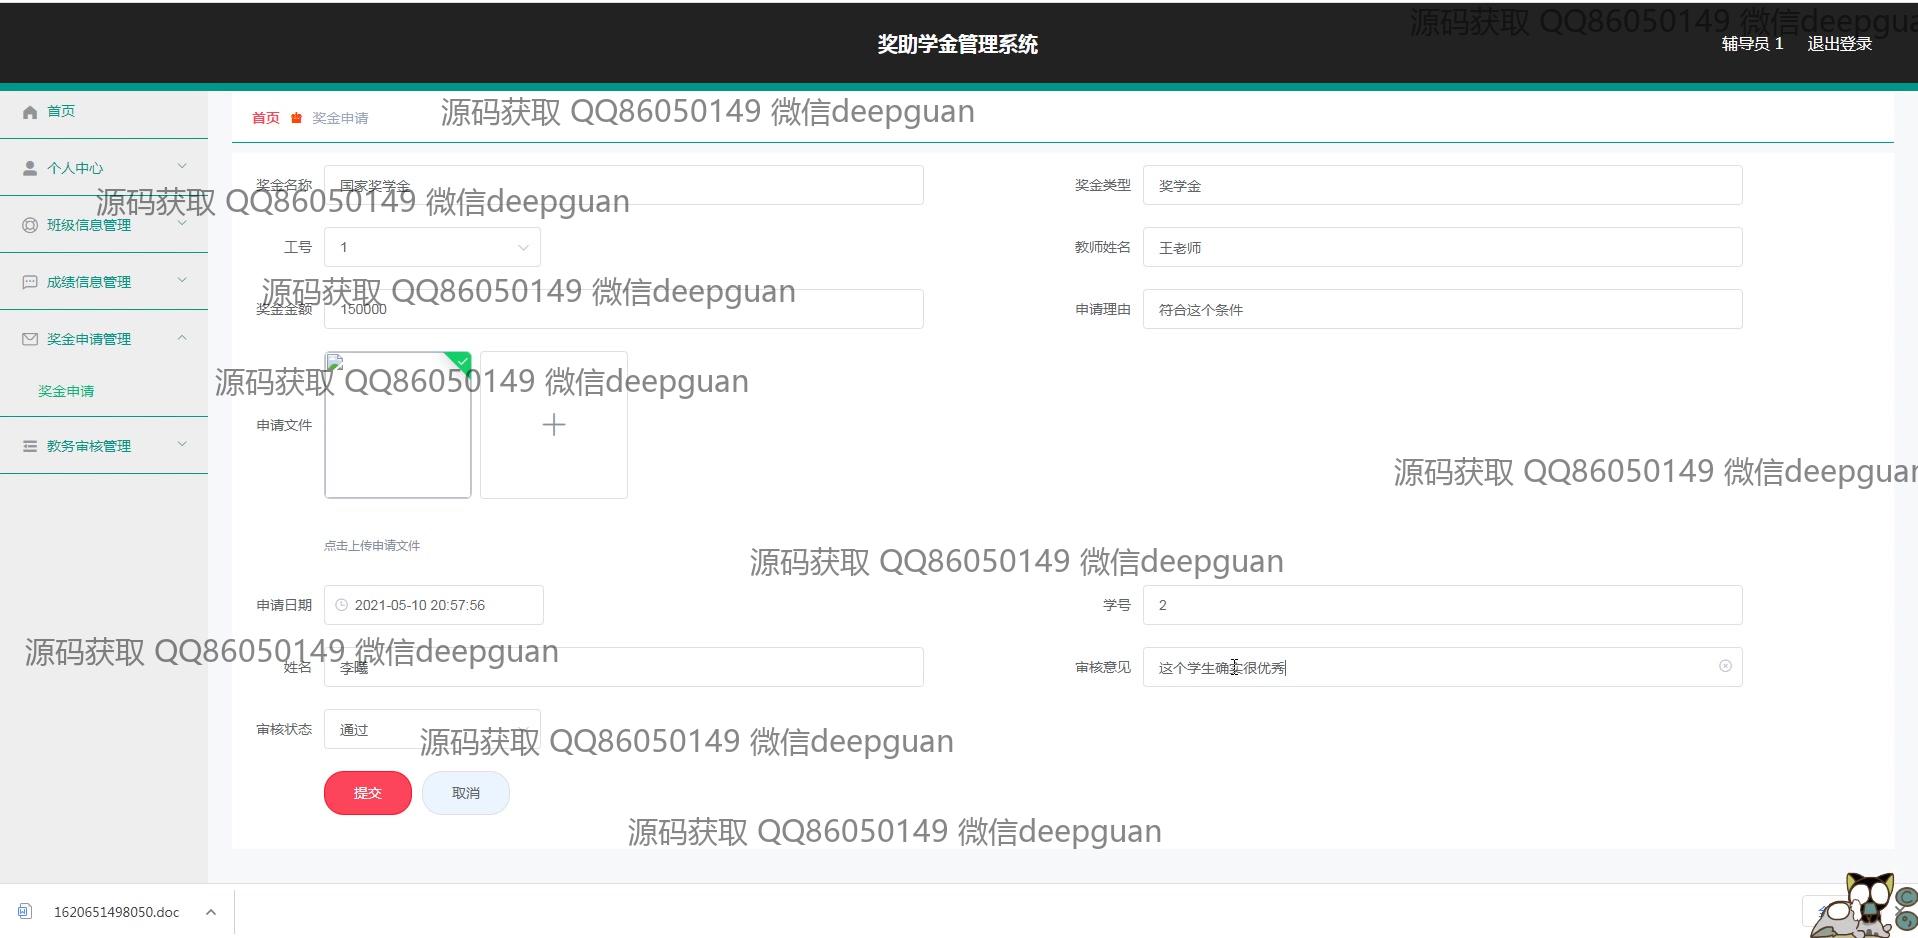 源码获取 QQ86050149 微信deepgua
奖助学金管理系统
辅导员 1 退出登录
首页
首页 奖金申请
源码获取 QQ86050149 微信deepguan
个人中心
奖金名称 国家奖学金
奖金类型 奖学金
源码获取 QQ86050149 微信deepguan
班级信息管理
工号 1
教师姓名 王老师
成绩信息管理
源码获取 QQ86050149 微信deepguan
奖金金额 150000
申请理由 符合这个条件
奖金申请管理
奖金申请
源码获取 QQ86050149 微信deepguan
申请文件
教务审核管理
源码获取 QQ86050149 微信deepguan
点击上传申请文件
源码获取 QQ86050149 微信deepguan
申请日期 2021-05-10 20:57:56
学号 2
源码获取 QQ86050149 微信deepguan
姓名 李曦
审核意见 这个学生确实很优秀
审核状态 通过
源码获取 QQ86050149 微信deepguan
提交 取消
源码获取 QQ86050149 微信deepguan
1620651498050.doc